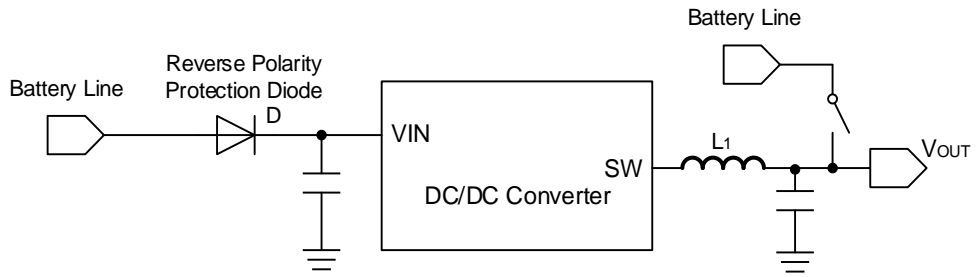 Battery Line
Reverse Polarity
Protection Diode
D
Battery Line
VIN
SW
DC/DC Converter
L1
VOUT